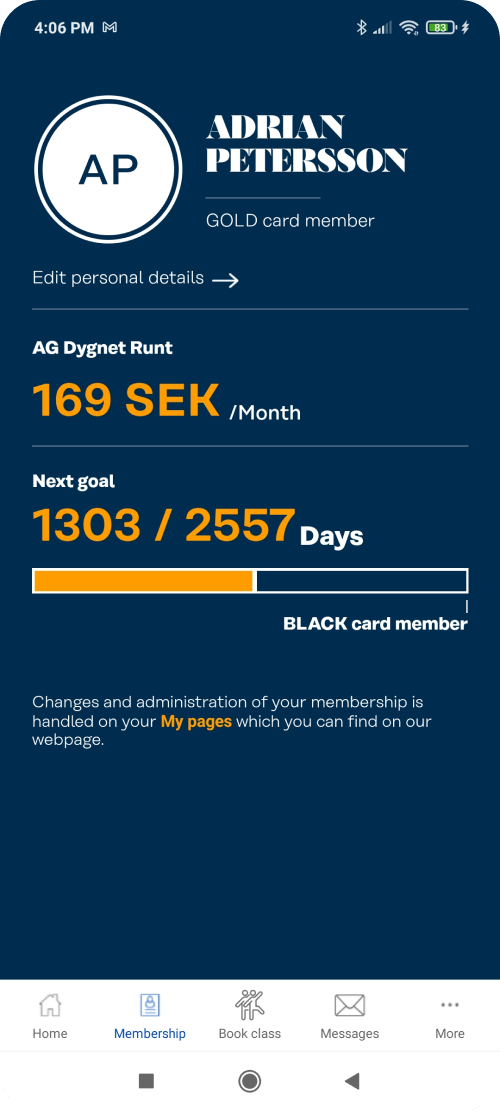 4:06 PM
83
AP
ADRIAN
PETERSSON
GOLD card member
Edit personal details
AG Dygnet Runt
169 SEK /Month
Next goal
1303 / 2557 Days
BLACK card member
Changes and administration of your membership is
handled on your My pages which you can find on our
webpage.
Home
Membership
Book class
Messages
More